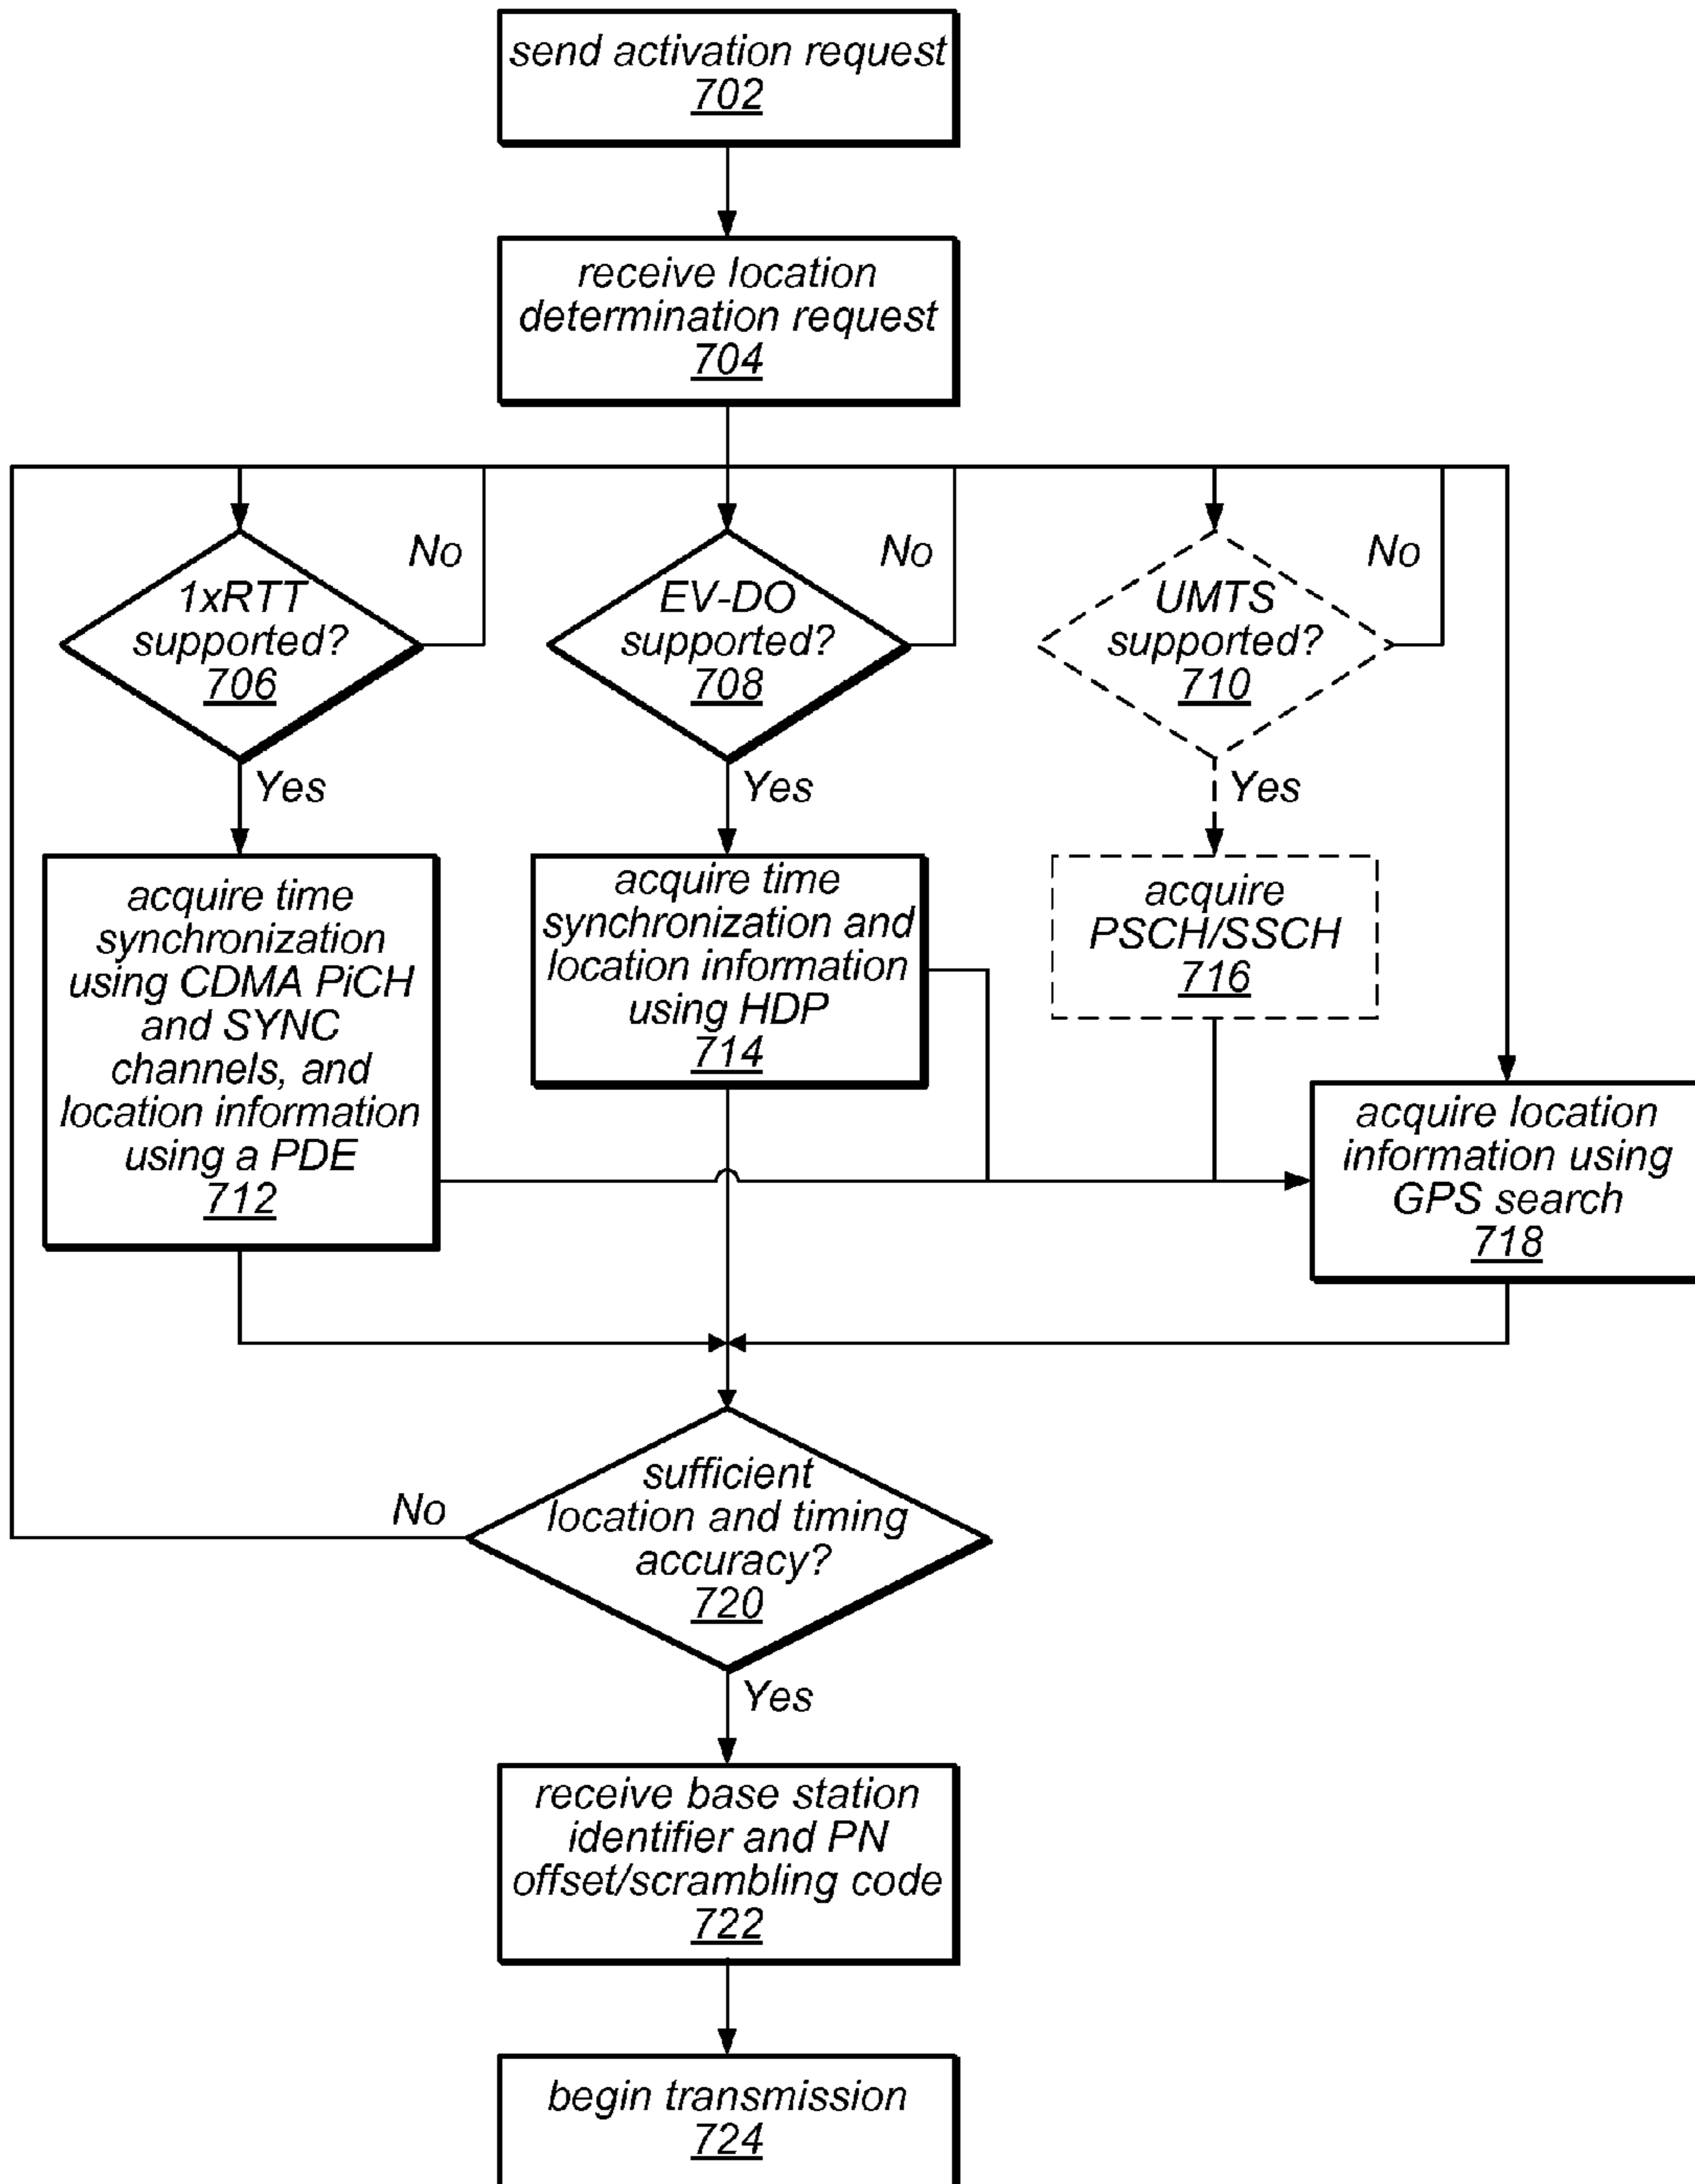 send activation request
702
receive location
determination request
704
No
No
No
1xRTT
supported?
706
EV-DO
supported?
708
UMTS
supported?
710
Yes
Yes
Yes
acquire time
synchronization
using CDMA PiCH
and SYNC
channels, and
location information
using a PDE
712
acquire time
synchronization and
location information
using HDP
714
acquire
PSCH/SSCH
716
acquire location
information using
GPS search
718
sufficient
location and timing
accuracy?
720
No
Yes
receive base station
identifier and PN
offset/scrambling code
722
begin transmission
724